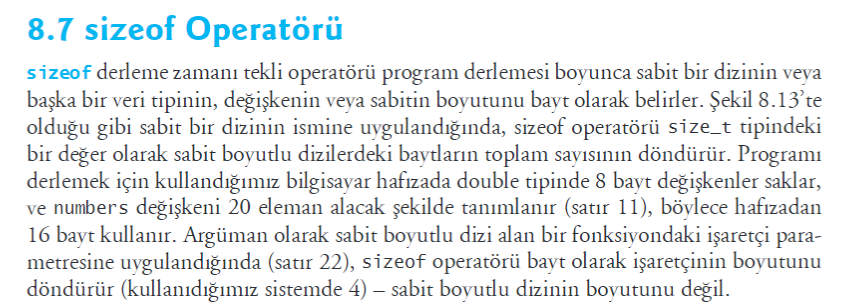 8.7 sizeof Operatörü
sizeof derleme zamanı tekli operatörü program derlemesi boyunca sabit bir dizinin veya
başka bir veri tipinin, değişkenin veya sabitin boyutunu bayt olarak belirler. Şekil 8.13’te
olduğu gibi sabit bir dizinin ismine uygulandığında, sizeof operatörü size_t tipindeki
bir değer olarak sabit boyutlu dizilerdeki baytların toplam sayısının döndürür. Programı
derlemek için kullandığımız bilgisayar hafızada double tipinde 8 bayt değişkenler saklar,
ve numbers değişkeni 20 eleman alacak şekilde tanımlanır (satır 11), böylece hafızadan
16 bayt kullanır. Argüman olarak sabit boyutlu dizi alan bir fonksiyondaki işaretçi para-
metresine uygulandığında (satır 22), sizeof operatörü bayt olarak işaretçinin boyutunu
döndürür (kullanıdığımız sistemde 4) – sabit boyutlu dizinin boyutunu değil.